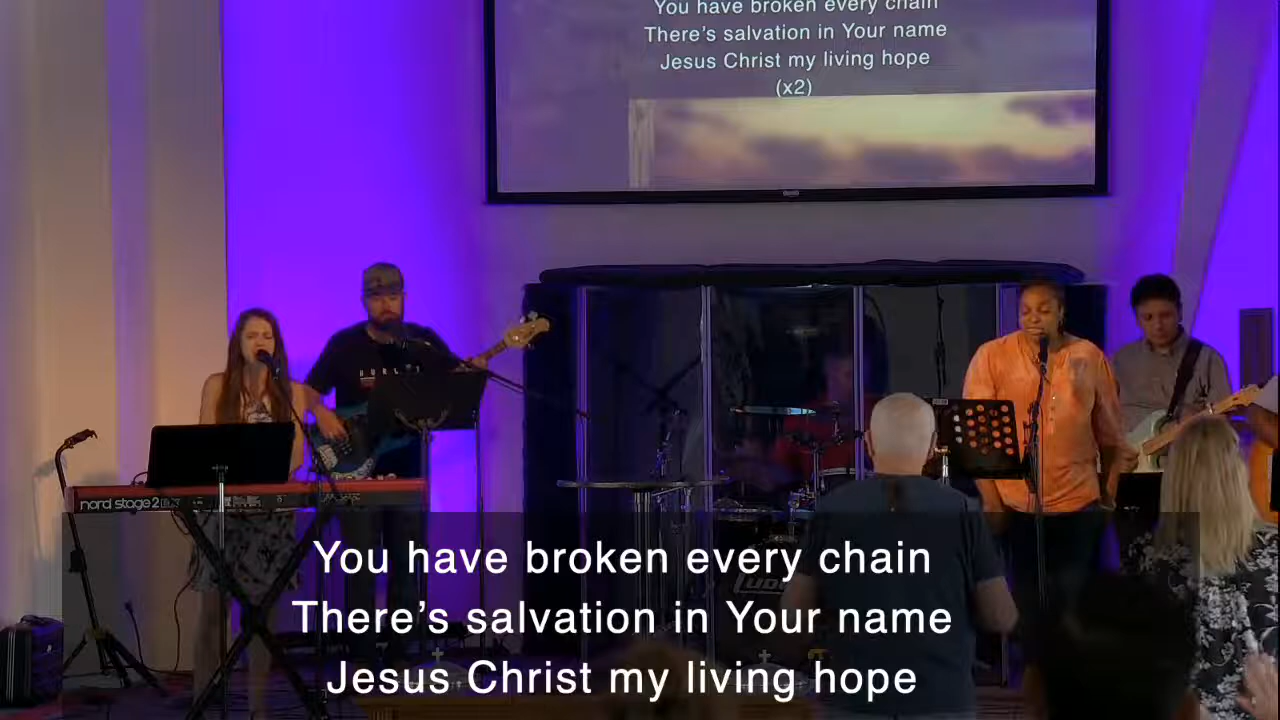 You have broken every chain
There's salvation in Your name
Jesus Christ my living hope
(x2)
nord stage 2 EX
You have broken every chain
There's salvation in Your name
Jesus Christ my living hope